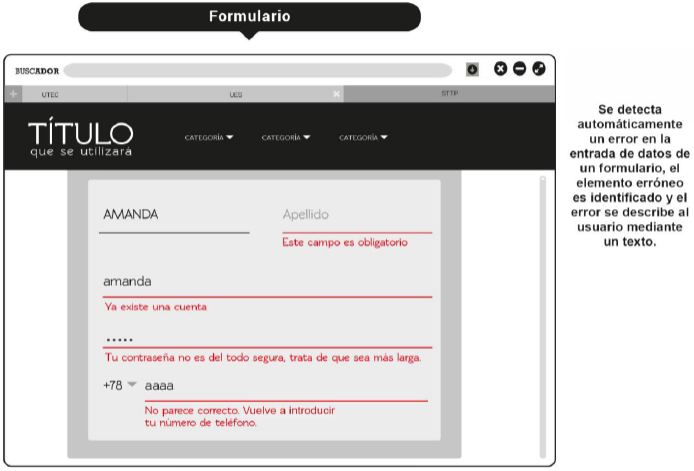 Formulario
BUSCADOR
UTEC
UES
STTP
TÍTULO
que se utilizará
CATEGORÍA
CATEGORÍA
CATEGORÍA
AMANDA
Apellido
Este campo es obligatorio
amanda
Ya existe una cuenta
•••••
Tu contraseña no es del todo segura, trata de que sea más larga.
+78 aaaa
No parece correcto. Vuelve a introducir
tu número de teléfono.
Se detecta
automáticamente
un error en la
entrada de datos de
un formulario, el
elemento erróneo
es identificado y el
error se describe al
usuario mediante
un texto.